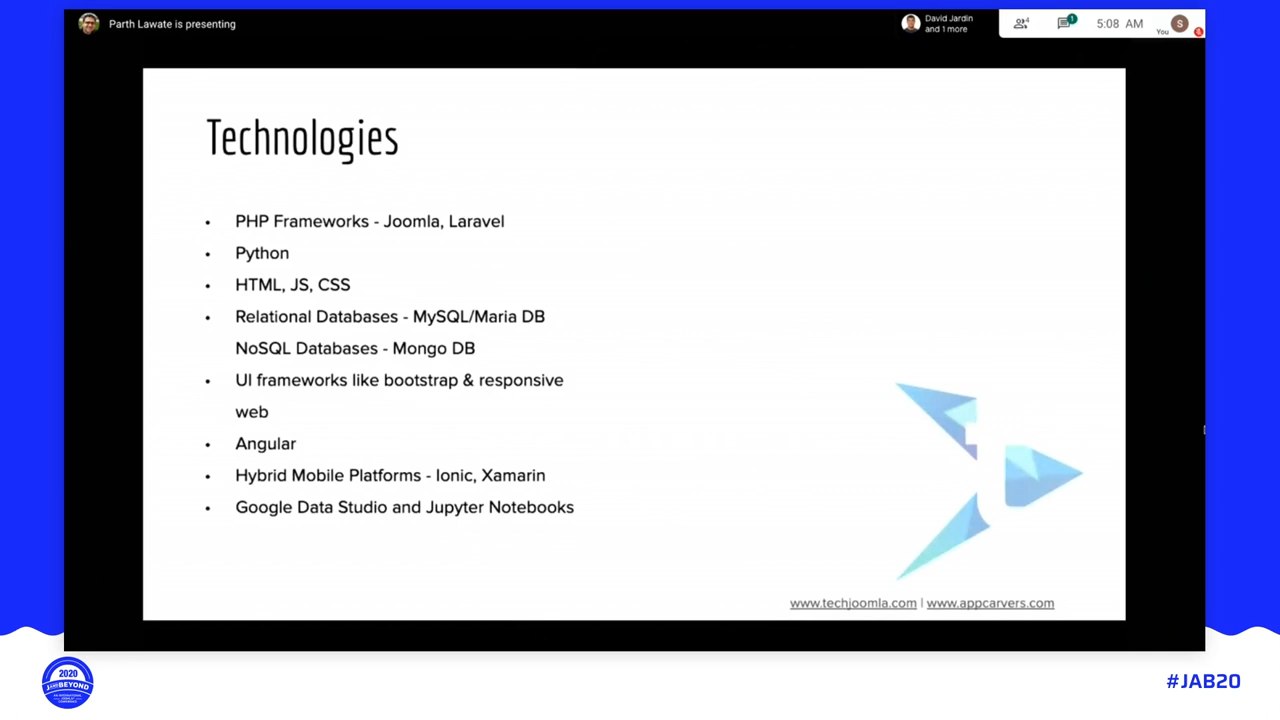 Parth Lawate is presenting
David Jardin
and 1 more
4
1
5:08 AM
You
S
Technologies
• PHP Frameworks - Joomla, Laravel
• Python
• HTML, JS, CSS
• Relational Databases - MySQL/Maria DB
NoSQL Databases - Mongo DB
• UI frameworks like bootstrap & responsive
web
• Angular
• Hybrid Mobile Platforms - Ionic, Xamarin
• Google Data Studio and Jupyter Notebooks
www.techjoomla.com | www.appcarvers.com
2020
JANDBEYOND
#JAB20